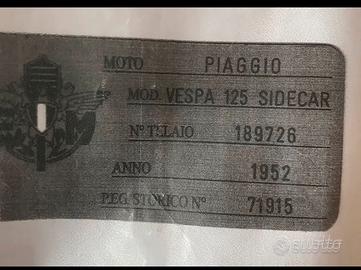 MOTO PIAGGIO
MOD. VESPA 125 SIDECAR
N° TELAIO 189726
ANNO 1952
REG. STORICO N° 71915
subito